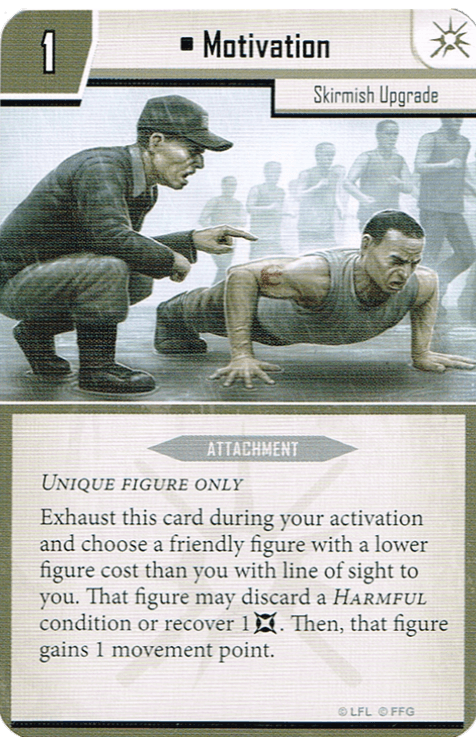 1
▪ Motivation
Skirmish Upgrade
ATTACHMENT
UNIQUE FIGURE ONLY
Exhaust this card during your activation
and choose a friendly figure with a lower
figure cost than you with line of sight to
you. That figure may discard a HARMFUL
condition or recover 1. Then, that figure
gains 1 movement point.
© LFL © FFG